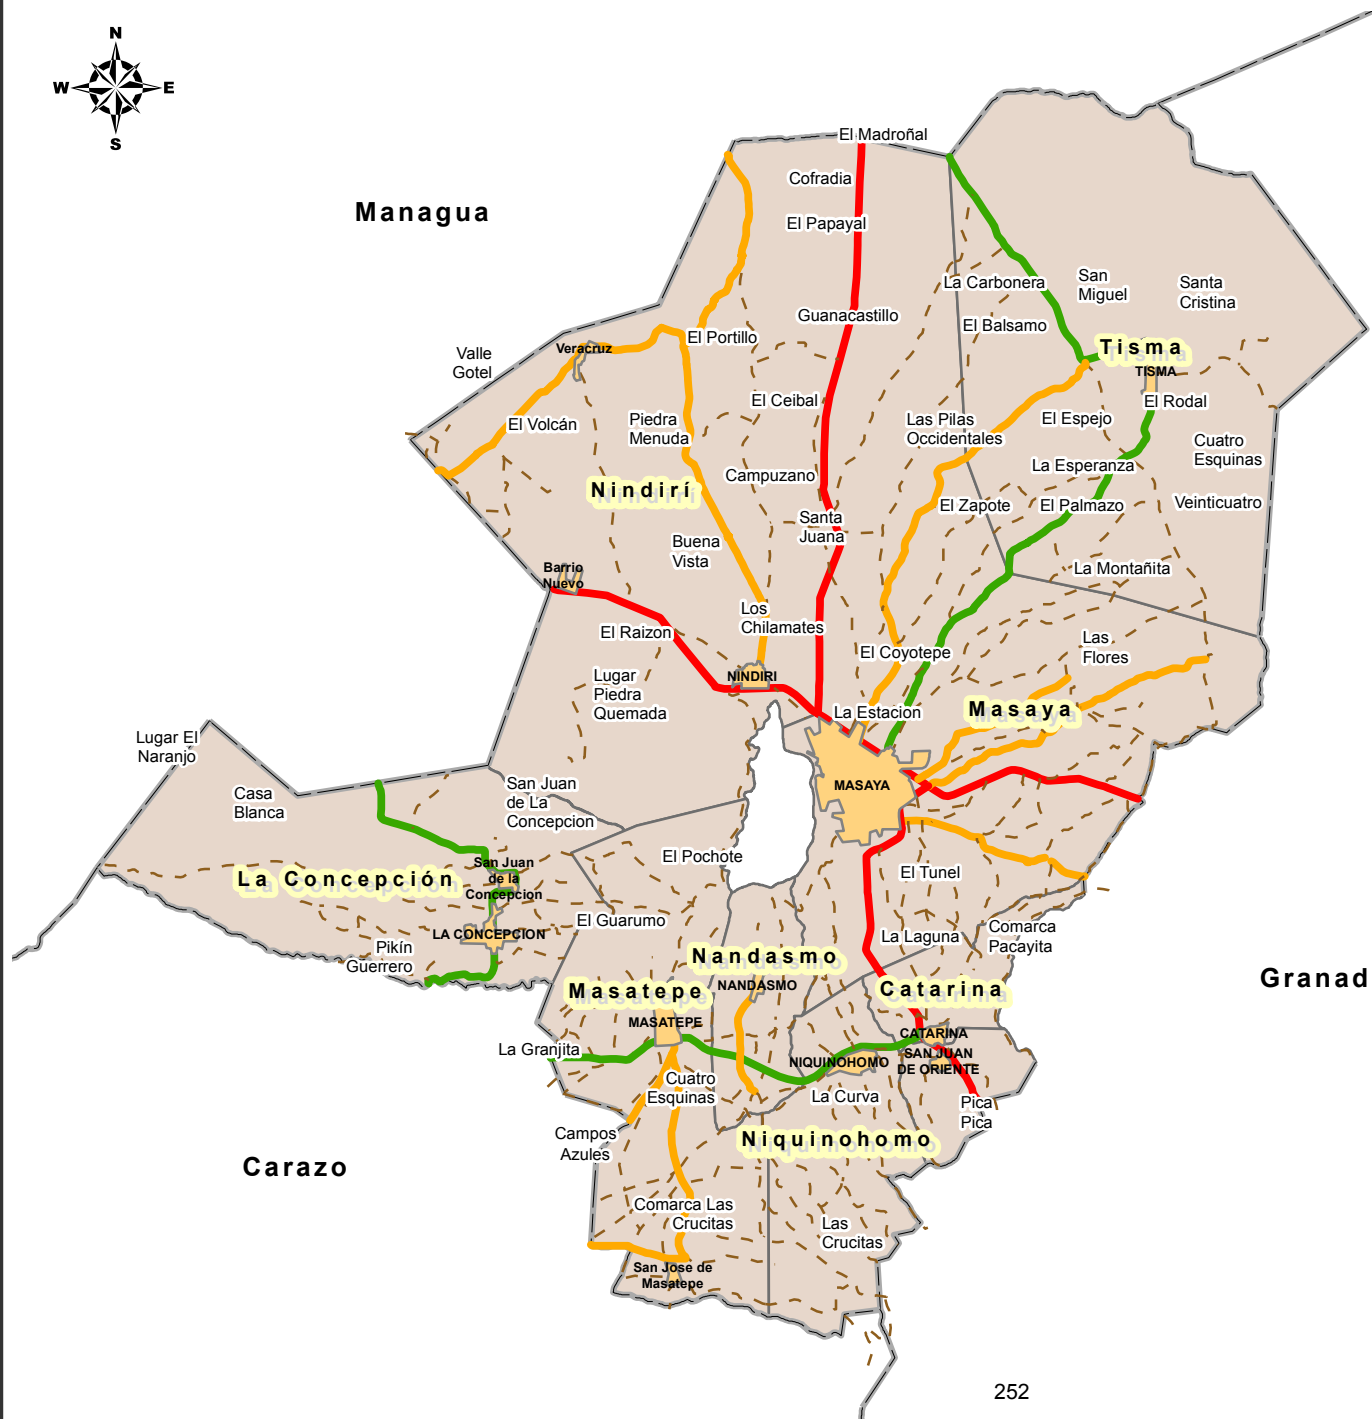 N
W
E
S
El Madroñal
Cofradia
Managua
El Papayal
La Carbonera
San
Miguel
Santa
Cristina
Guanacastillo
El Balsamo
El Portillo
Veracruz
Valle
Gotel
Tisma
TISMA
El Ceibal
El Rodal
El Volcán
Piedra
Menuda
Las Pilas
Occidentales
El Espejo
Cuatro
Esquinas
La Esperanza
Campuzano
Nindirí
El Zapote
El Palmazo
Veinticuatro
Santa
Juana
Buena
Vista
Barrio
Nuevo
La Montañita
Los
Chilamates
El Raizon
El Coyotepe
Las
Flores
NINDIRI
Lugar
Piedra
Quemada
La Estacion
Masaya
Lugar El
Naranjo
MASAYA
Casa
Blanca
San Juan
de La
Concepcion
El Pochote
San Juan
de la
Concepcion
La Concepción
El Tunel
El Guarumo
LA CONCEPCION
La Laguna
Comarca
Pacayita
Pikín
Guerrero
Nandasmo
NANDASMO
Granad
Masatepe
MASATEPE
Catarina
CATARINA
La Granjita
NIQUINOHOMO
SAN JUAN
DE ORIENTE
Cuatro
Esquinas
La Curva
Pica
Pica
Campos
Azules
Niquinohomo
Carazo
Comarca Las
Crucitas
Las
Crucitas
San Jose de
Masatepe
252